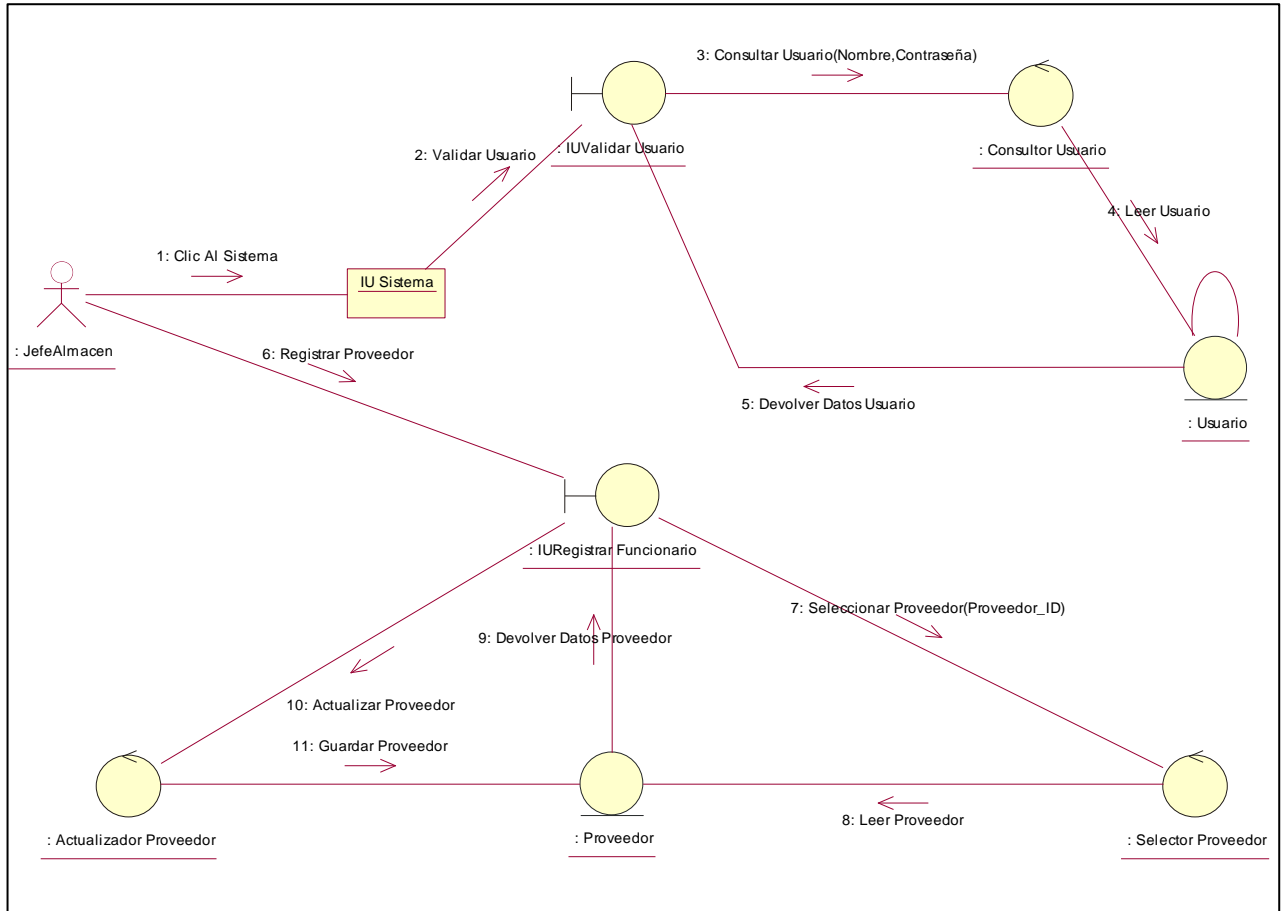 3: Consultar Usuario(Nombre,Contraseña)
: IUValidar Usuario
: Consultor Usuario
2: Validar Usuario
4: Leer Usuario
1: Clic Al Sistema
IU Sistema
: JefeAlmacen
6: Registrar Proveedor
5: Devolver Datos Usuario
: Usuario
: IURegistrar Funcionario
7: Seleccionar Proveedor(Proveedor_ID)
9: Devolver Datos Proveedor
10: Actualizar Proveedor
11: Guardar Proveedor
8: Leer Proveedor
: Actualizador Proveedor
: Proveedor
: Selector Proveedor